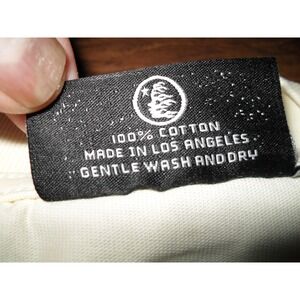 100% COTTON
MADE IN LOS ANGELES
GENTLE WASH AND DRY